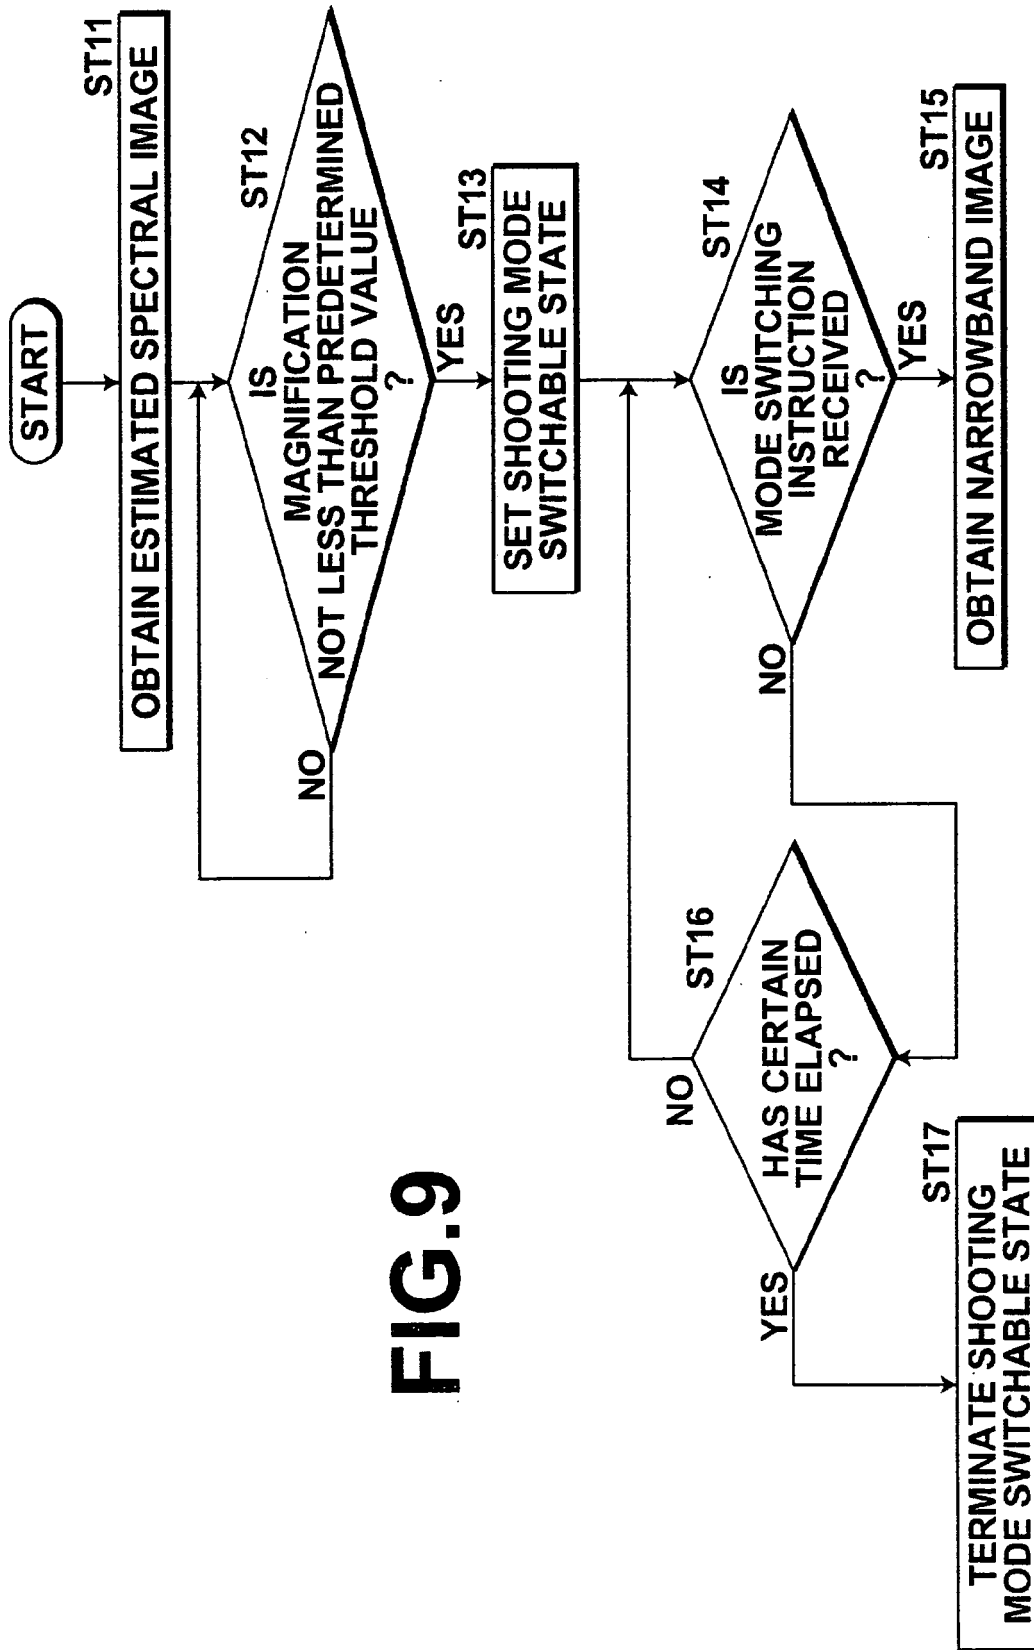 FIG.9
START
ST11
OBTAIN ESTIMATED SPECTRAL IMAGE
ST12
IS
MAGNIFICATION
NOT LESS THAN PREDETERMINED
THRESHOLD VALUE
?
NO
YES
ST13
SET SHOOTING MODE
SWITCHABLE STATE
ST14
IS
MODE SWITCHING
INSTRUCTION
RECEIVED
?
NO
YES
ST15
OBTAIN NARROWBAND IMAGE
ST16
HAS CERTAIN
TIME ELAPSED
?
NO
YES
ST17
TERMINATE SHOOTING
MODE SWITCHABLE STATE